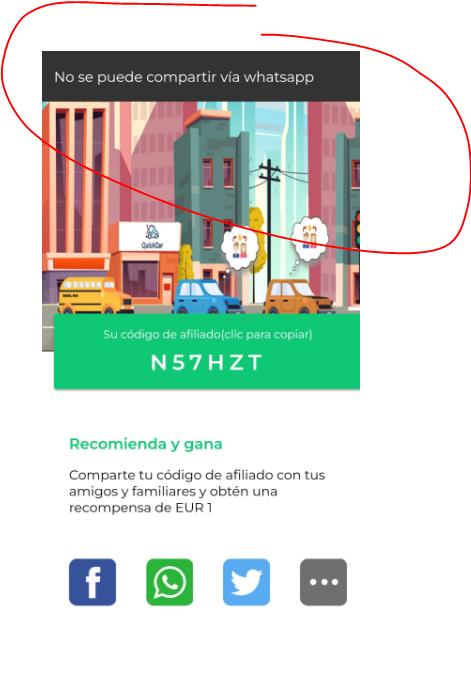 No se puede compartir vía whatsapp
QuickCar
Su código de afiliado(clic para copiar)
N57HZT
Recomienda y gana
Comparte tu código de afiliado con tus
amigos y familiares y obtén una
recompensa de EUR 1